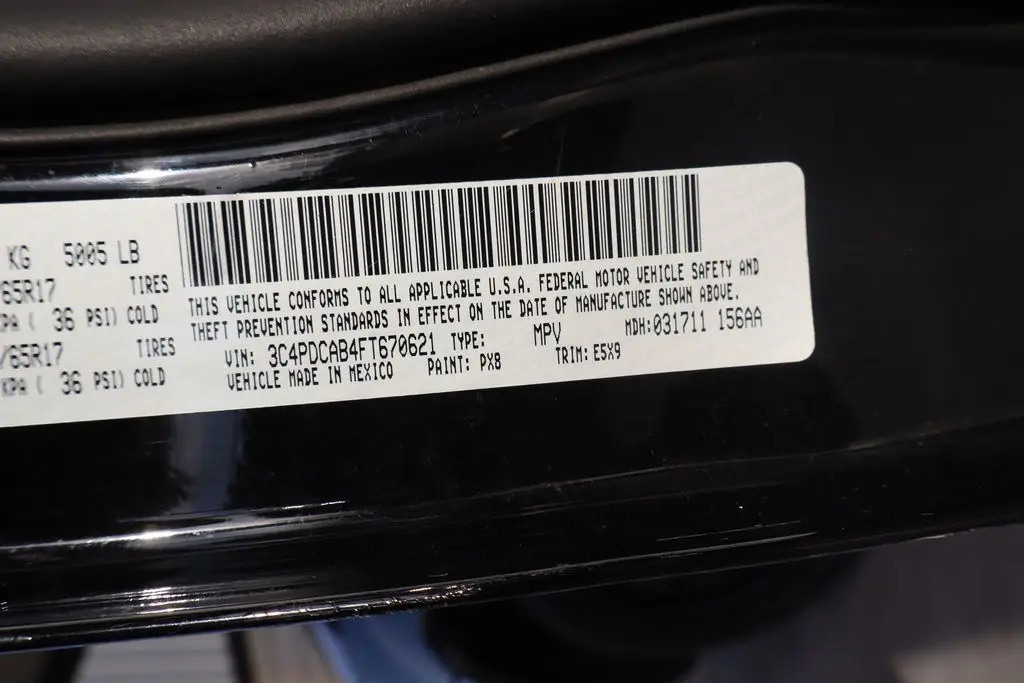 KG 5005 LB
/65R17 TIRES
KPA ( 36 PSI) COLD
/65R17 TIRES
KPA ( 36 PSI) COLD
THIS VEHICLE CONFORMS TO ALL APPLICABLE U.S.A. FEDERAL MOTOR VEHICLE SAFETY AND
THEFT PREVENTION STANDARDS IN EFFECT ON THE DATE OF MANUFACTURE SHOWN ABOVE.
VIN: 3C4PDCAB4FT670621 TYPE: MPV MDH:031711 156AA
VEHICLE MADE IN MEXICO PAINT: PX8 TRIM: E5X9